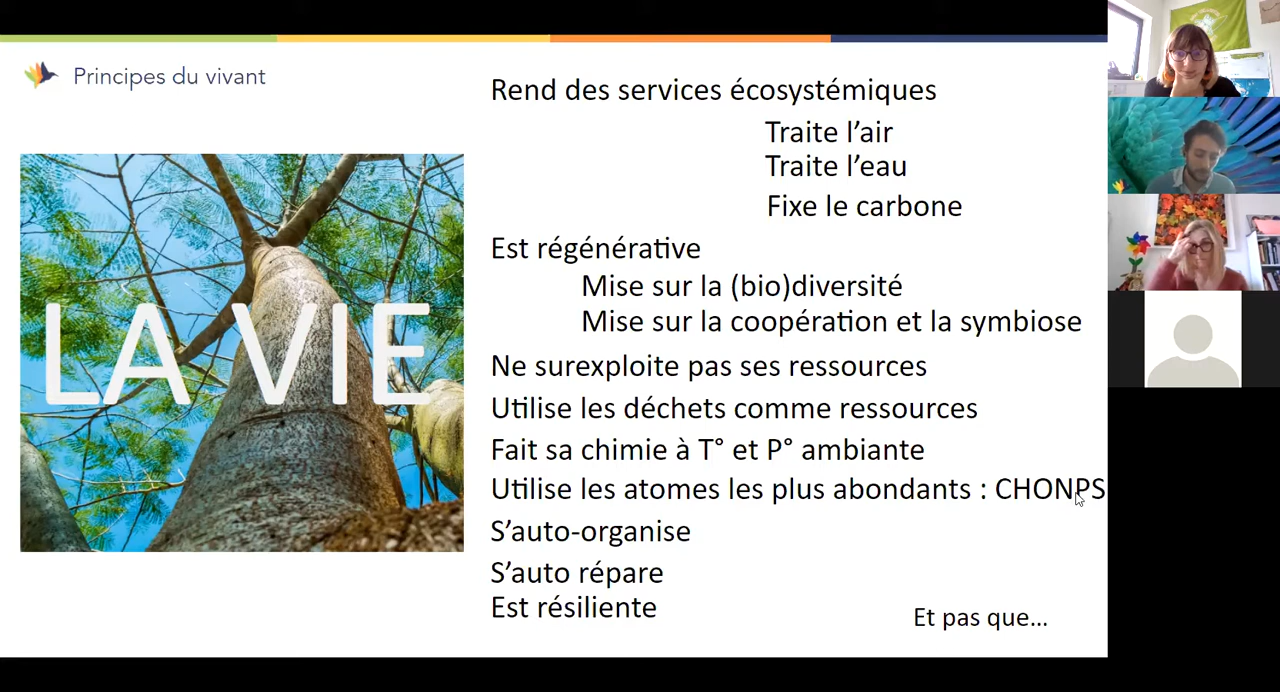 Principes du vivant
LA VIE
Rend des services écosystémiques
Traite l’air
Traite l’eau
Fixe le carbone
Est régénérative
Mise sur la (bio)diversité
Mise sur la coopération et la symbiose
Ne surexploite pas ses ressources
Utilise les déchets comme ressources
Fait sa chimie à T° et P° ambiante
Utilise les atomes les plus abondants : CHONPS
S’auto-organise
S’auto répare
Est résiliente
Et pas que…